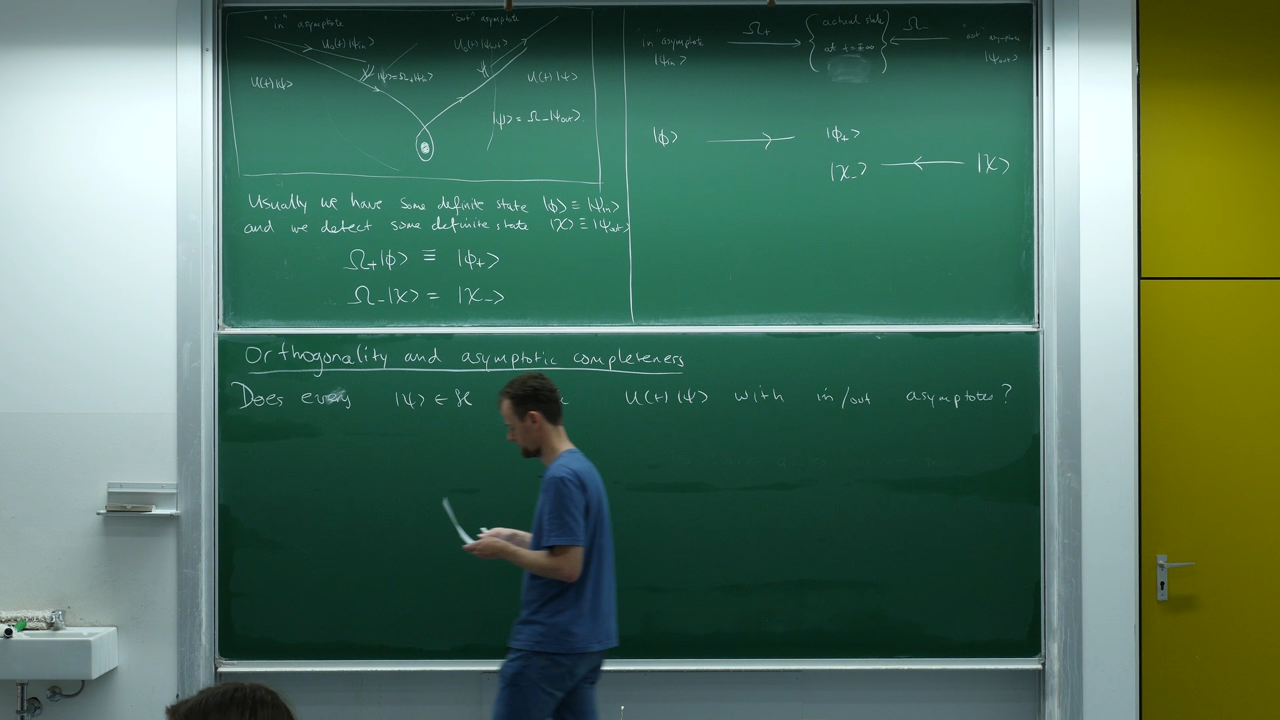 "in" asymptote
"out" asymptote
U₀(t)|ψin⟩
U₀(t)|ψout⟩
|ψ⟩=Ω₊|ψin⟩
U(t)|ψ⟩
U(t)|ψ⟩
|ψ⟩ = Ω₋|ψout⟩
Usually we have some definite state |ϕ⟩ ≡ |ψin⟩
and we detect some definite state |χ⟩ ≡ |ψout⟩
Ω₊|ϕ⟩ ≡ |ϕ₊⟩
Ω₋|χ⟩ = |χ₋⟩
"in" asymptote
|ψin⟩
Ω₊
{ actual state
at t=±∞ }
Ω₋
"out" asymptote
|ψout⟩
|ϕ⟩ → |ϕ₊⟩
|χ₋⟩ ← |χ⟩
Orthogonality and asymptotic completeness
Does every |ψ⟩ ∈ ℋ U(t)|ψ⟩ with in/out asymptotes?